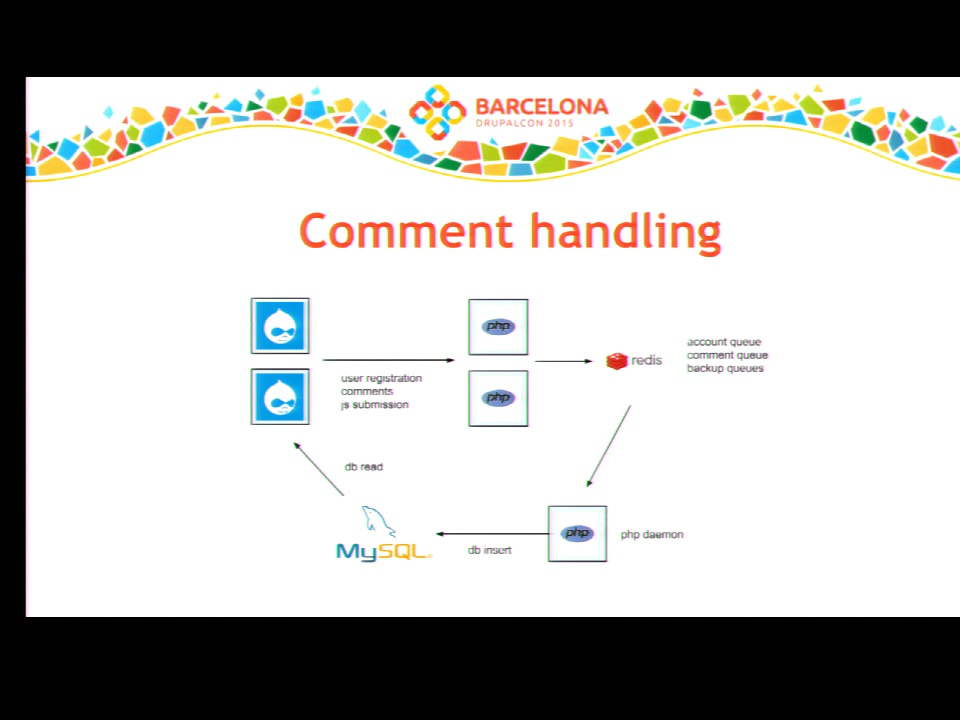 BARCELONA
DRUPALCON 2015
Comment handling
php
php
redis
account queue
comment queue
backup queues
user registration
comments
js submission
db read
MySQL
db insert
php
php daemon